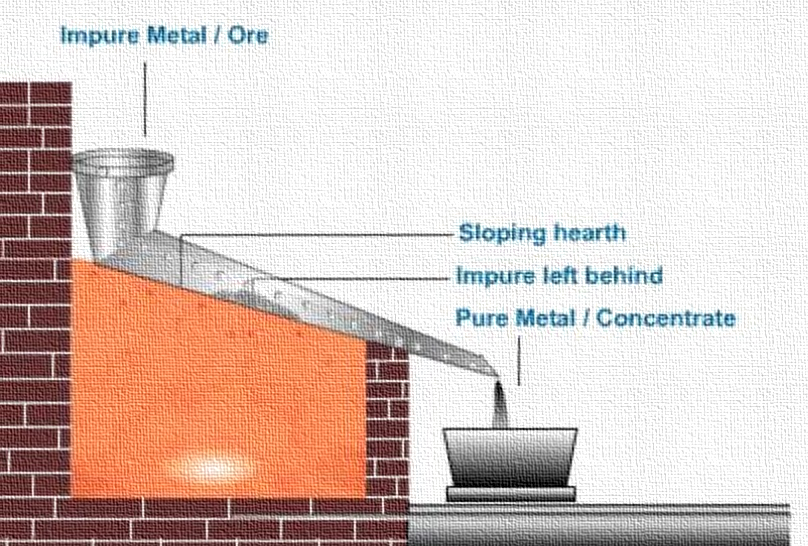 Impure Metal / Ore
Sloping hearth
Impure left behind
Pure Metal / Concentrate